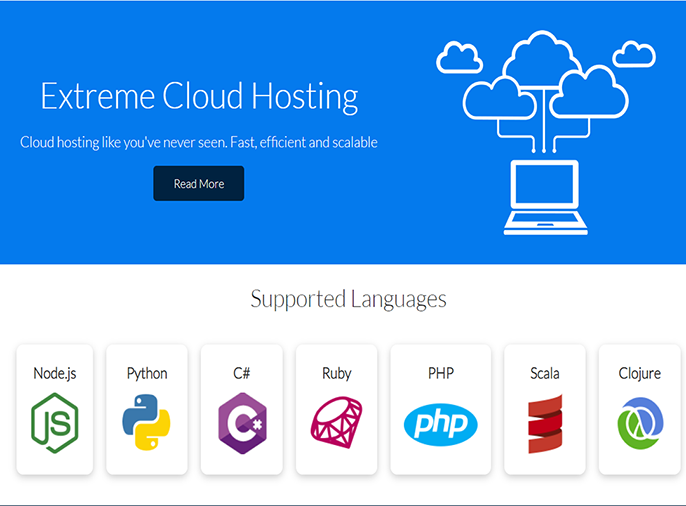 Extreme Cloud Hosting
Cloud hosting like you've never seen. Fast, efficient and scalable
Read More
Supported Languages
Node.js
Python
C#
Ruby
PHP
Scala
Clojure
JS
C#
php